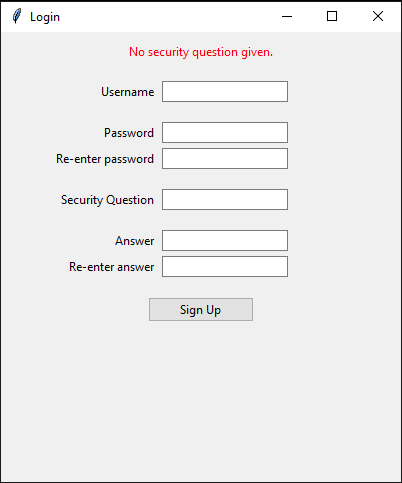 Login
No security question given.
Username
Password
Re-enter password
Security Question
Answer
Re-enter answer
Sign Up